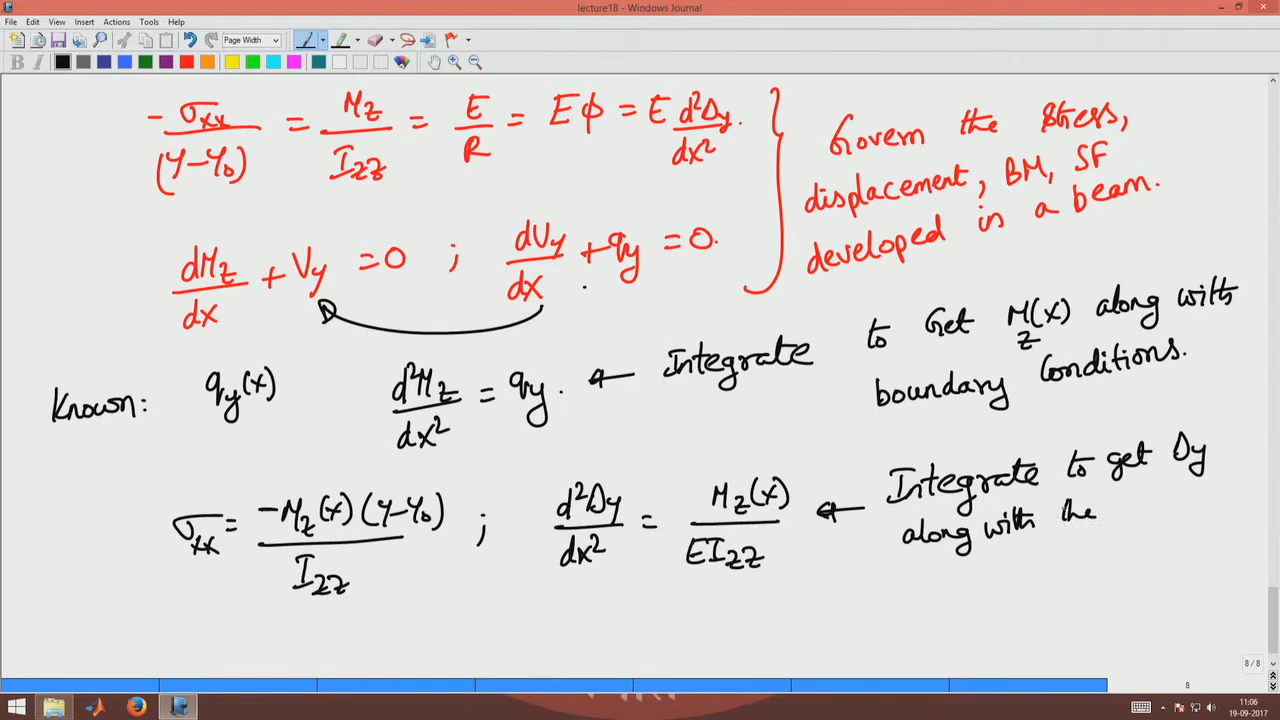 lecture18 - Windows Journal
File Edit View Insert Actions Tools Help
Page Width
B I
-σxx/(y-y₀) = Mz/Izz = E/R = Eφ = E d²Δy/dx².
Govern the stress,
displacement, BM, SF
developed in a beam.
dMz/dx + Vy = 0 ; dVy/dx + qy = 0.
Known: qy(x) d²Mz/dx² = qy. ← Integrate to Get Mz(x) along with
boundary conditions.
σxx = -Mz(x)(y-y₀)/Izz ; d²Δy/dx² = Mz(x)/EIzz ← Integrate to get Δy
along with the
8/8
8
11:06
19-09-2017